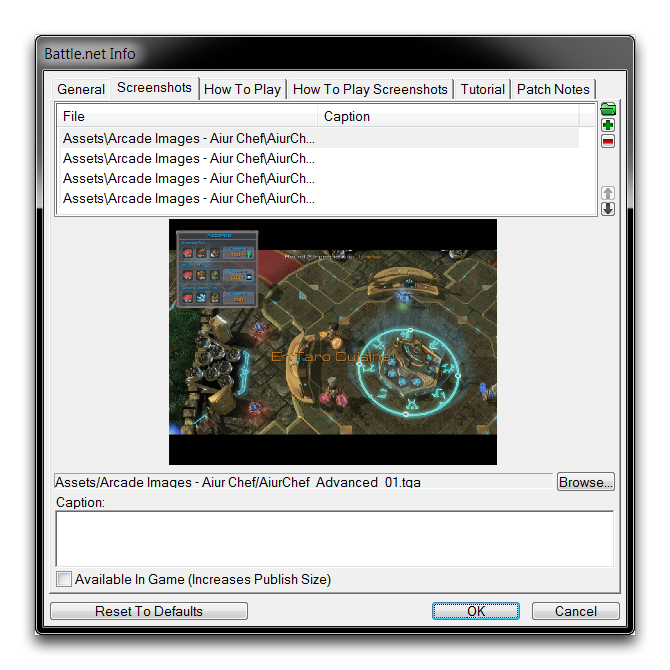 Battle.net Info
General Screenshots How To Play How To Play Screenshots Tutorial Patch Notes
File Caption
Assets\Arcade Images - Aiur Chef\AiurCh...
Assets\Arcade Images - Aiur Chef\AiurCh...
Assets\Arcade Images - Aiur Chef\AiurCh...
Assets\Arcade Images - Aiur Chef\AiurCh...
En Taro Cuisine
Assets/Arcade Images - Aiur Chef/AiurChef_Advanced_01.tga
Browse...
Caption:
Available In Game (Increases Publish Size)
Reset To Defaults OK Cancel